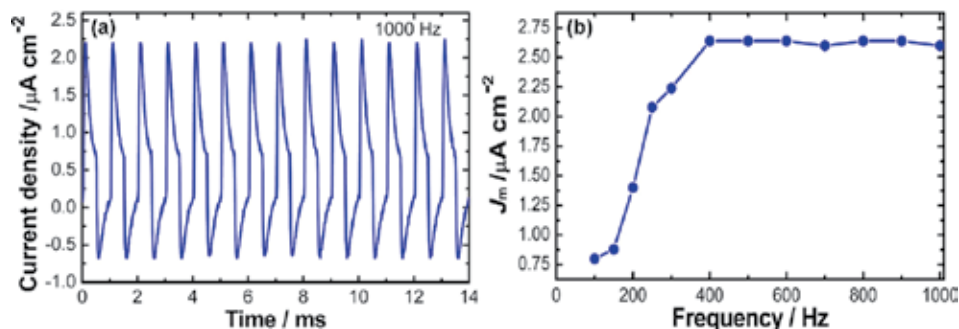 (a)
1000 Hz
Current density /μA cm⁻²
2.5
2.0
1.5
1.0
0.5
0.0
-0.5
-1.0
0 2 4 6 8 10 12 14
Time / ms
(b)
Jm /μA cm⁻²
2.75
2.50
2.25
2.00
1.75
1.50
1.25
1.00
0.75
0 200 400 600 800 1000
Frequency / Hz